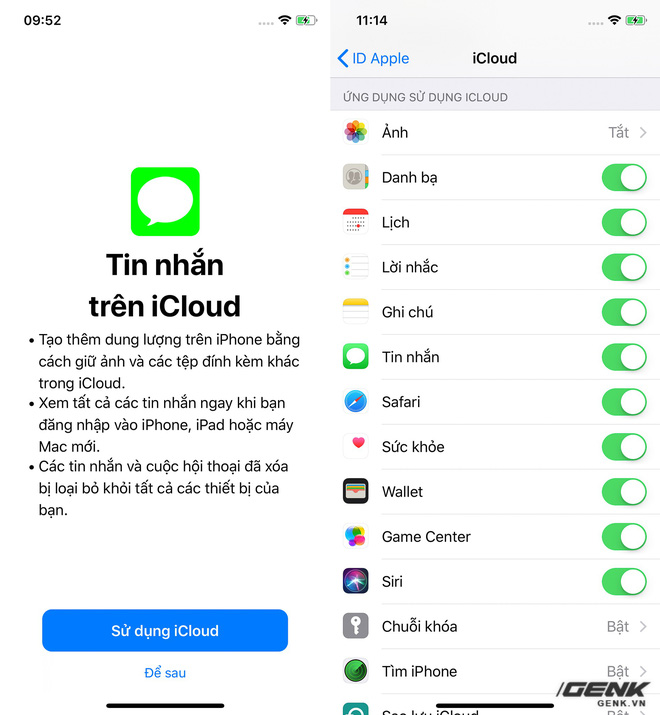 09:52
Tin nhắn
trên iCloud
• Tạo thêm dung lượng trên iPhone bằng
cách giữ ảnh và các tệp đính kèm khác
trong iCloud.
• Xem tất cả các tin nhắn ngay khi bạn
đăng nhập vào iPhone, iPad hoặc máy
Mac mới.
• Các tin nhắn và cuộc hội thoại đã xóa
bị loại bỏ khỏi tất cả các thiết bị của
bạn.
Sử dụng iCloud
Để sau
11:14
ID Apple iCloud
ỨNG DỤNG SỬ DỤNG ICLOUD
Ảnh Tắt
Danh bạ
Lịch
Lời nhắc
Ghi chú
Tin nhắn
Safari
Sức khỏe
Wallet
Game Center
Siri
Chuỗi khóa Bật
Tìm iPhone Bật
Sao lưu iCloud Bật
GENK
GENK.VN